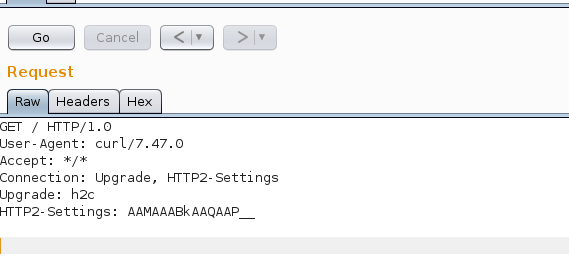 Go Cancel < ▼ > ▼
Request
Raw Headers Hex
GET / HTTP/1.0
User-Agent: curl/7.47.0
Accept: */*
Connection: Upgrade, HTTP2-Settings
Upgrade: h2c
HTTP2-Settings: AAMAAABkAAQAAP__